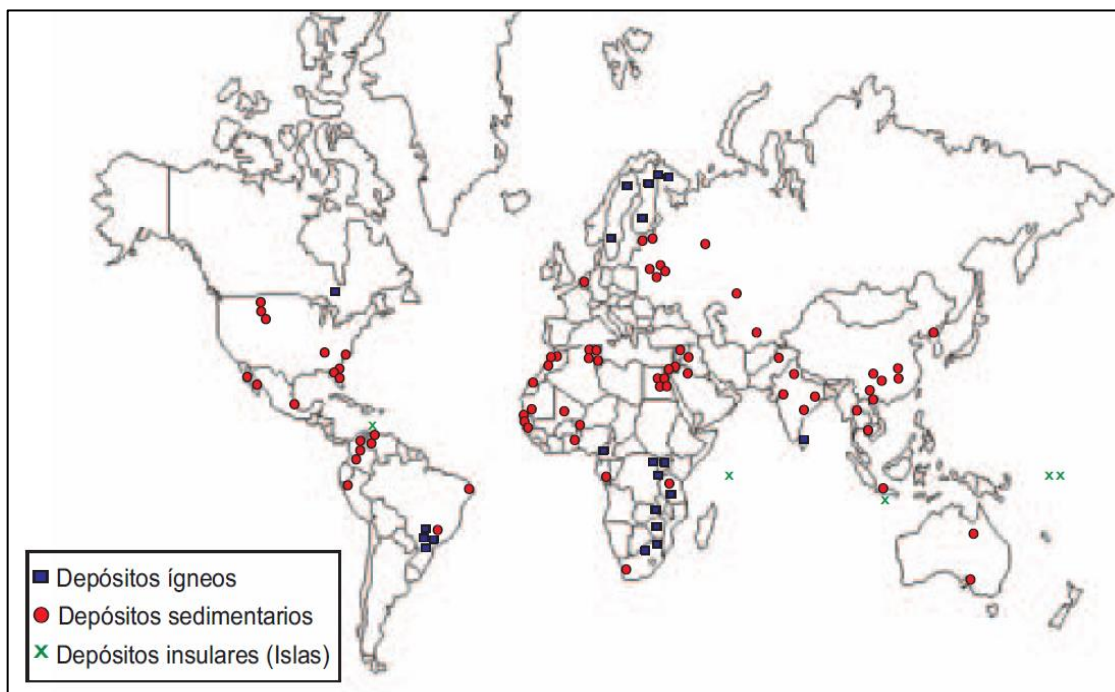 Depósitos ígneos
Depósitos sedimentarios
x Depósitos insulares (Islas)